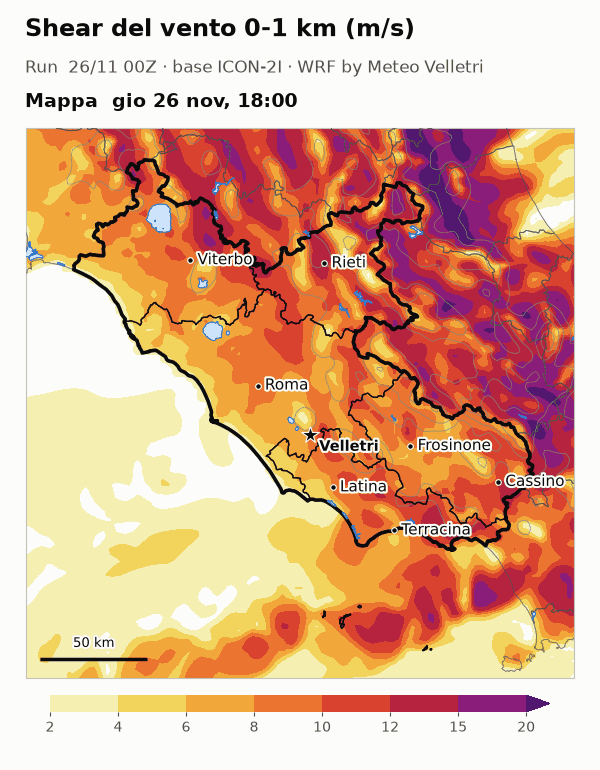 Shear del vento 0-1 km (m/s)
Run  26/11 00Z · base ICON-2I · WRF by Meteo Velletri
Mappa  gio 26 nov, 18:00
Viterbo
Rieti
Roma
Velletri
Frosinone
Latina
Cassino
Terracina
50 km
2 4 6 8 10 12 15 20